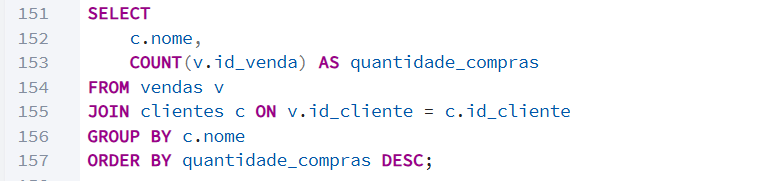 151 SELECT
152     c.nome,
153     COUNT(v.id_venda) AS quantidade_compras
154 FROM vendas v
155 JOIN clientes c ON v.id_cliente = c.id_cliente
156 GROUP BY c.nome
157 ORDER BY quantidade_compras DESC;